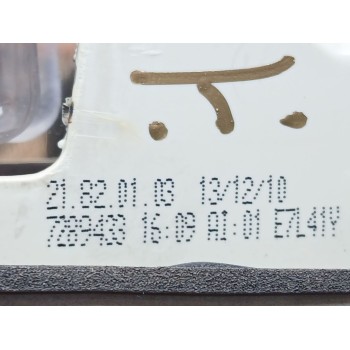 .T.
21.82.01.03 13/12/10
7289433 16:09 A1:01 E7L41Y